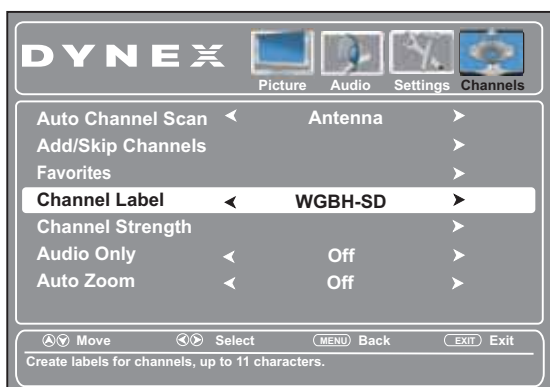 DYNEX
Picture Audio Settings Channels
Auto Channel Scan Antenna
Add/Skip Channels
Favorites
Channel Label WGBH-SD
Channel Strength
Audio Only Off
Auto Zoom Off
Move Select MENU Back EXIT Exit
Create labels for channels, up to 11 characters.